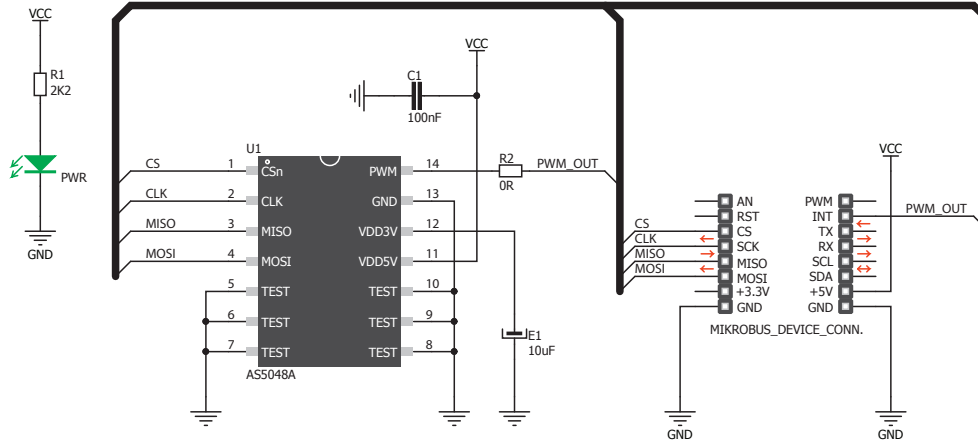 VCC
R1
2K2
PWR
GND
VCC
C1
100nF
U1
CS 1 CSn PWM 14 R2 PWM_OUT
0R
CLK 2 CLK GND 13
MISO 3 MISO VDD3V 12
MOSI 4 MOSI VDD5V 11
5 TEST TEST 10
6 TEST TEST 9
7 TEST TEST 8
AS5048A
E1
10uF
VCC
AN PWM
RST INT PWM_OUT
CS CS TX
CLK SCK RX
MISO MISO SCL
MOSI MOSI SDA
+3.3V +5V
GND GND
MIKROBUS_DEVICE_CONN.
GND GND